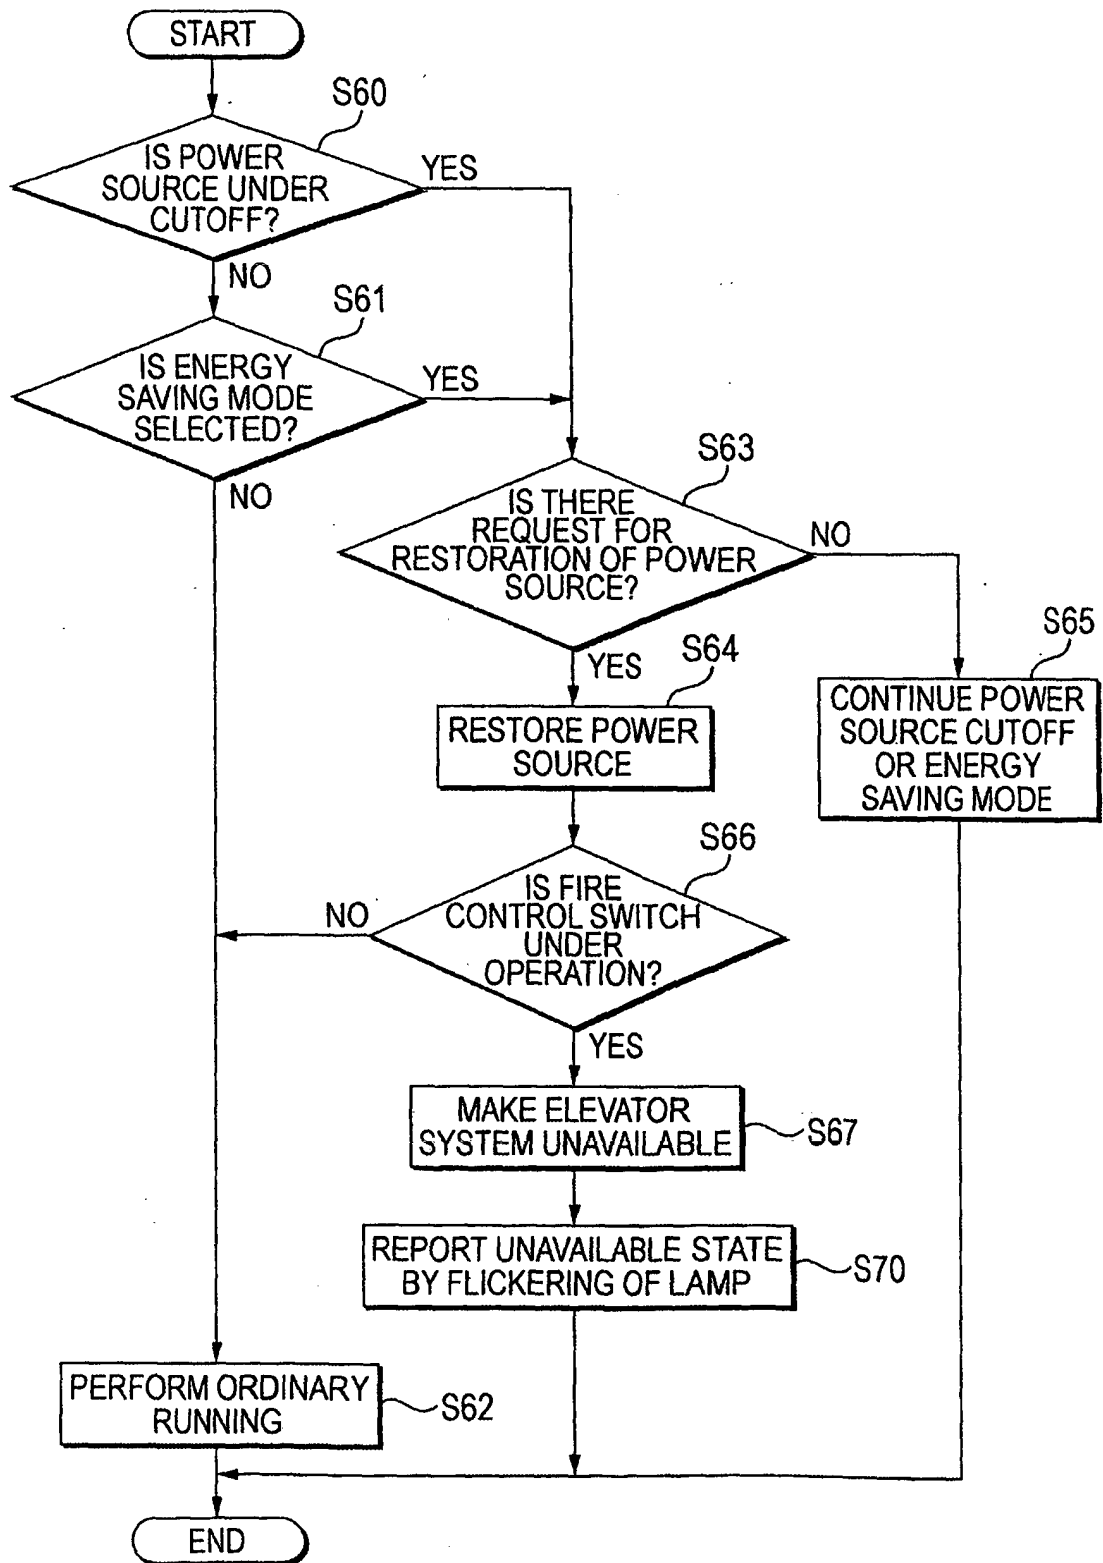 START
S60
IS POWER
SOURCE UNDER
CUTOFF?
YES
NO
S61
IS ENERGY
SAVING MODE
SELECTED?
YES
NO
S63
IS THERE
REQUEST FOR
RESTORATION OF POWER
SOURCE?
NO
YES
S64
RESTORE POWER
SOURCE
S65
CONTINUE POWER
SOURCE CUTOFF
OR ENERGY
SAVING MODE
S66
IS FIRE
CONTROL SWITCH
UNDER
OPERATION?
NO
YES
MAKE ELEVATOR
SYSTEM UNAVAILABLE
S67
REPORT UNAVAILABLE STATE
BY FLICKERING OF LAMP
S70
PERFORM ORDINARY
RUNNING
S62
END